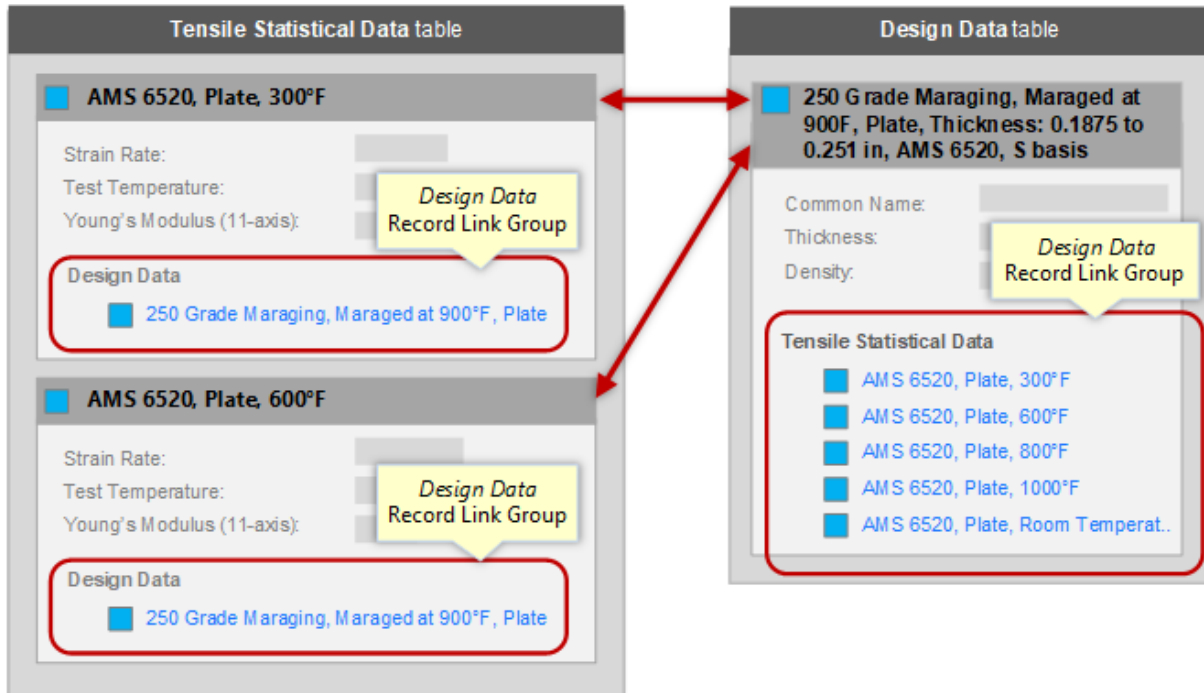 Tensile Statistical Data table
AMS 6520, Plate, 300°F
Strain Rate:
Test Temperature:
Young's Modulus (11-axis):
Design Data
Record Link Group
Design Data
250 Grade Maraging, Maraged at 900°F, Plate
AMS 6520, Plate, 600°F
Strain Rate:
Test Temperature:
Young's Modulus (11-axis):
Design Data
Record Link Group
Design Data
250 Grade Maraging, Maraged at 900°F, Plate
Design Data table
250 Grade Maraging, Maraged at
900F, Plate, Thickness: 0.1875 to
0.251 in, AMS 6520, S basis
Common Name:
Thickness:
Density:
Design Data
Record Link Group
Tensile Statistical Data
AMS 6520, Plate, 300°F
AMS 6520, Plate, 600°F
AMS 6520, Plate, 800°F
AMS 6520, Plate, 1000°F
AMS 6520, Plate, Room Temperat..